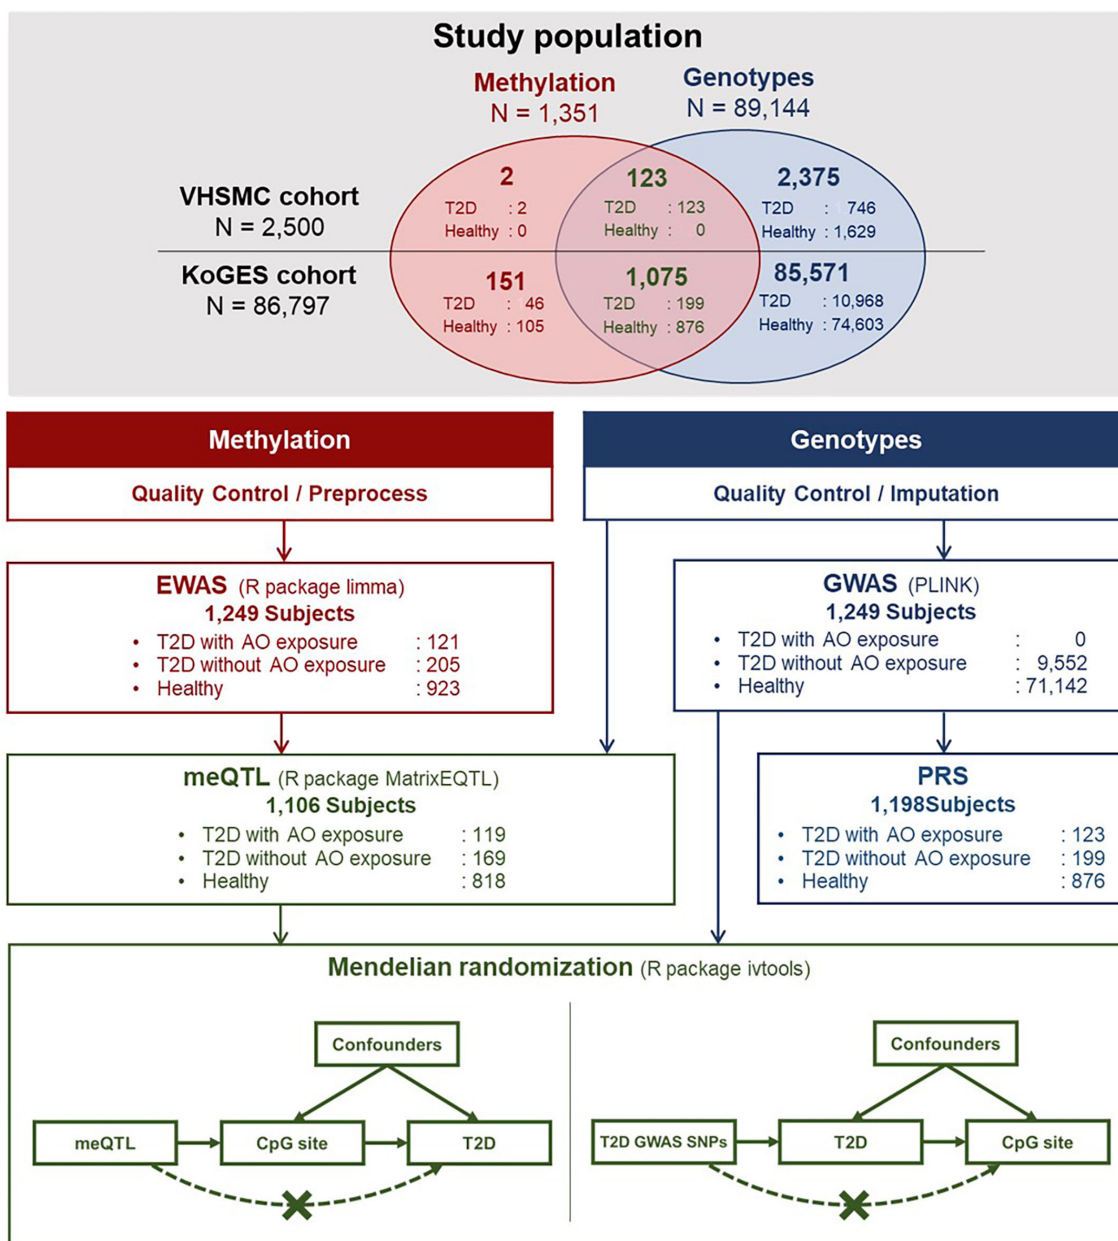 Study population
Methylation
N = 1,351
Genotypes
N = 89,144
VHSMC cohort
N = 2,500
2
T2D : 2
Healthy : 0
123
T2D : 123
Healthy : 0
2,375
T2D : 746
Healthy : 1,629
KoGES cohort
N = 86,797
151
T2D : 46
Healthy : 105
1,075
T2D : 199
Healthy : 876
85,571
T2D : 10,968
Healthy : 74,603
Methylation
Quality Control / Preprocess
Genotypes
Quality Control / Imputation
EWAS (R package limma)
1,249 Subjects
• T2D with AO exposure : 121
• T2D without AO exposure : 205
• Healthy : 923
GWAS (PLINK)
1,249 Subjects
• T2D with AO exposure : 0
• T2D without AO exposure : 9,552
• Healthy : 71,142
meQTL (R package MatrixEQTL)
1,106 Subjects
• T2D with AO exposure : 119
• T2D without AO exposure : 169
• Healthy : 818
PRS
1,198Subjects
• T2D with AO exposure : 123
• T2D without AO exposure : 199
• Healthy : 876
Mendelian randomization (R package ivtools)
Confounders
meQTL
CpG site
T2D
Confounders
T2D GWAS SNPs
T2D
CpG site